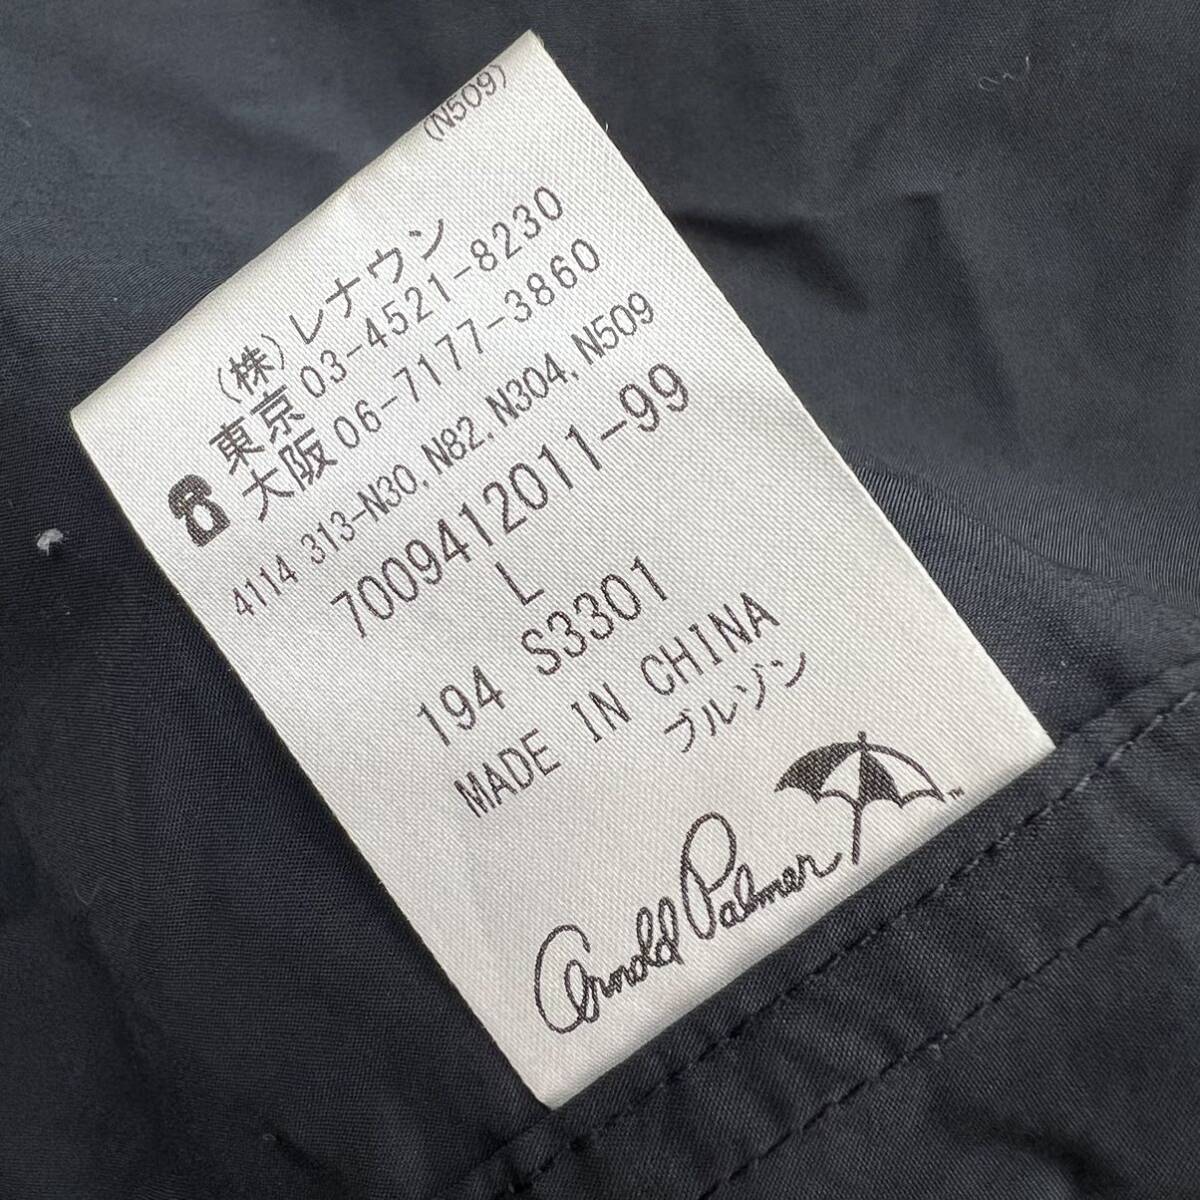 (N509)
(株)レナウン
東京 03-4521-8230
大阪 06-7177-3860
4114 313-N30, N82, N304, N509
7009412011-99
L
194 S3301
MADE IN CHINA
ブルゾン
Arnold Palmer ™